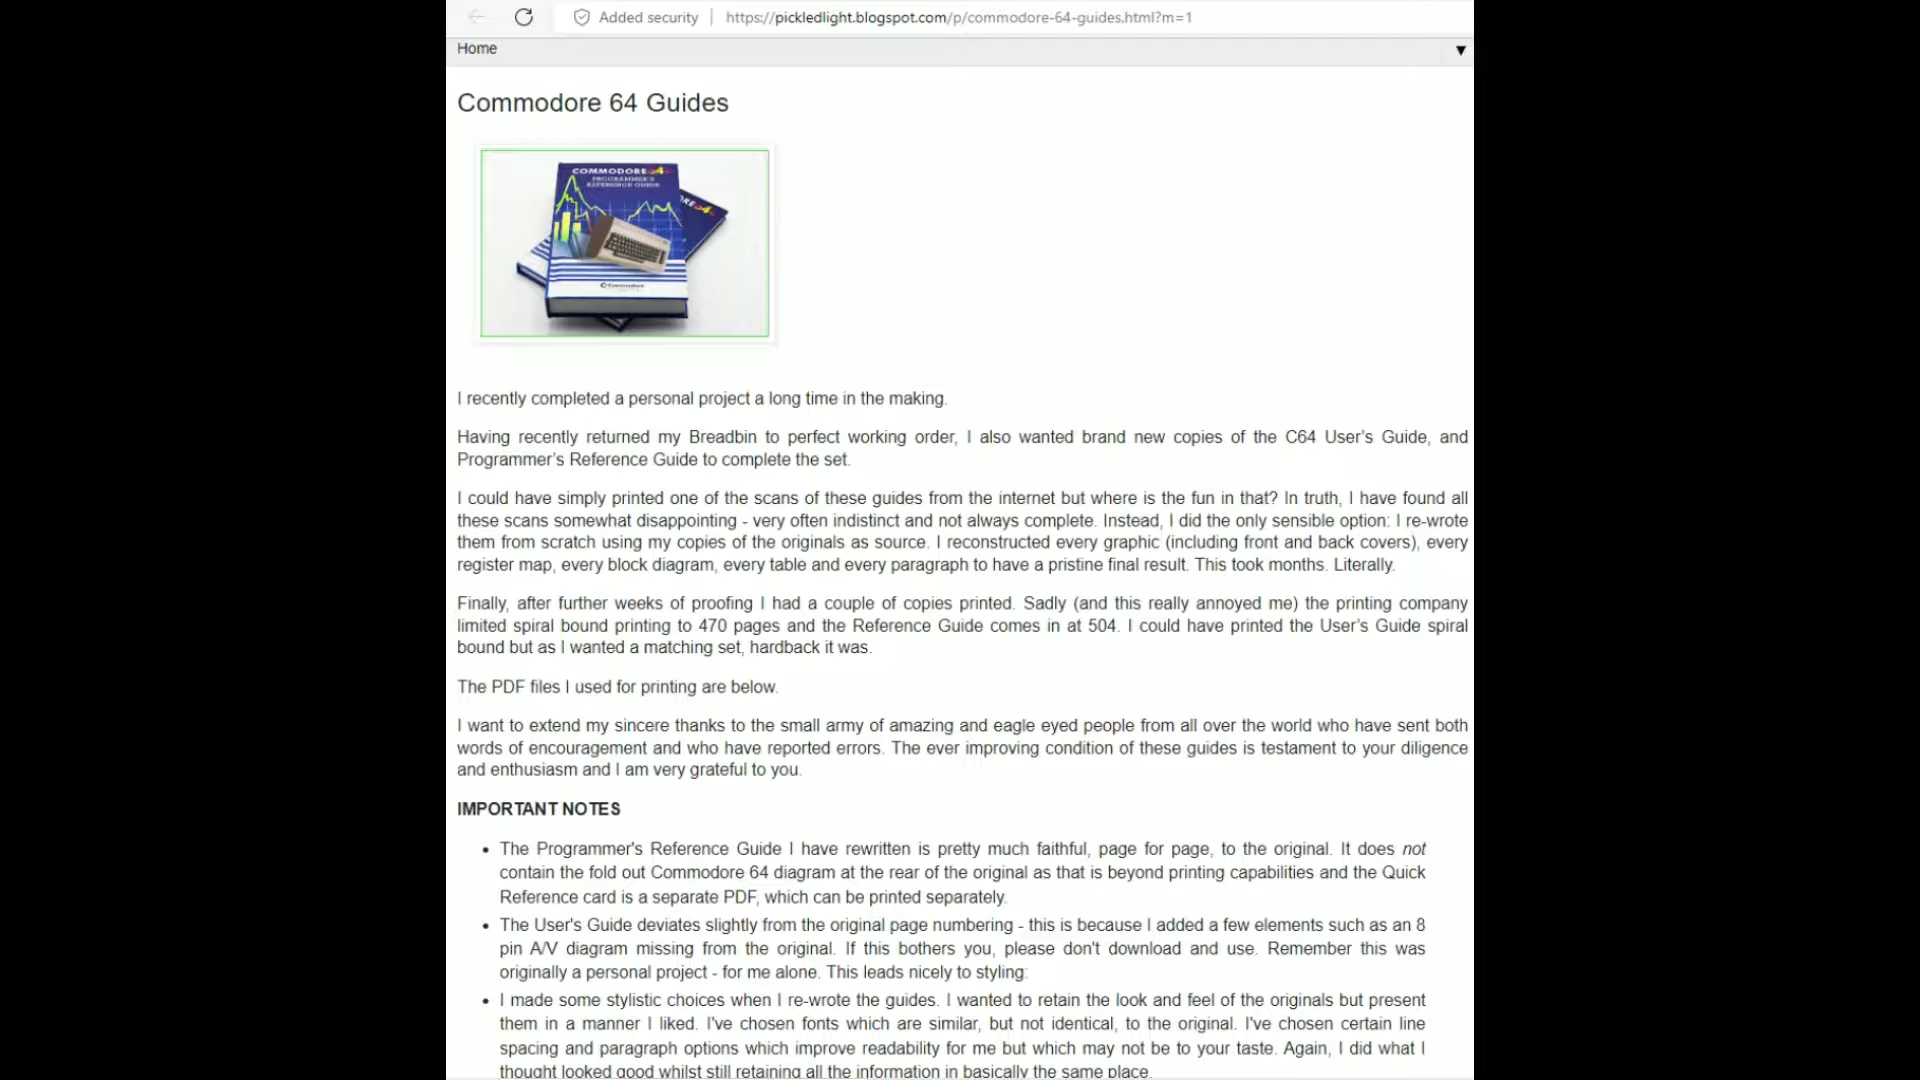 Added security
https://pickledlight.blogspot.com/p/commodore-64-guides.html?m=1
Home
Commodore 64 Guides
COMMODORE 64
PROGRAMMER'S
REFERENCE GUIDE
Commodore
I recently completed a personal project a long time in the making.
Having recently returned my Breadbin to perfect working order, I also wanted brand new copies of the C64 User’s Guide, and
Programmer’s Reference Guide to complete the set.
I could have simply printed one of the scans of these guides from the internet but where is the fun in that? In truth, I have found all
these scans somewhat disappointing - very often indistinct and not always complete. Instead, I did the only sensible option: I re-wrote
them from scratch using my copies of the originals as source. I reconstructed every graphic (including front and back covers), every
register map, every block diagram, every table and every paragraph to have a pristine final result. This took months. Literally.
Finally, after further weeks of proofing I had a couple of copies printed. Sadly (and this really annoyed me) the printing company
limited spiral bound printing to 470 pages and the Reference Guide comes in at 504. I could have printed the User’s Guide spiral
bound but as I wanted a matching set, hardback it was.
The PDF files I used for printing are below.
I want to extend my sincere thanks to the small army of amazing and eagle eyed people from all over the world who have sent both
words of encouragement and who have reported errors. The ever improving condition of these guides is testament to your diligence
and enthusiasm and I am very grateful to you.
IMPORTANT NOTES
• The Programmer's Reference Guide I have rewritten is pretty much faithful, page for page, to the original. It does not
contain the fold out Commodore 64 diagram at the rear of the original as that is beyond printing capabilities and the Quick
Reference card is a separate PDF, which can be printed separately.
• The User's Guide deviates slightly from the original page numbering - this is because I added a few elements such as an 8
pin A/V diagram missing from the original. If this bothers you, please don't download and use. Remember this was
originally a personal project - for me alone. This leads nicely to styling:
• I made some stylistic choices when I re-wrote the guides. I wanted to retain the look and feel of the originals but present
them in a manner I liked. I've chosen fonts which are similar, but not identical, to the original. I've chosen certain line
spacing and paragraph options which improve readability for me but which may not be to your taste. Again, I did what I
thought looked good whilst still retaining all the information in basically the same place.